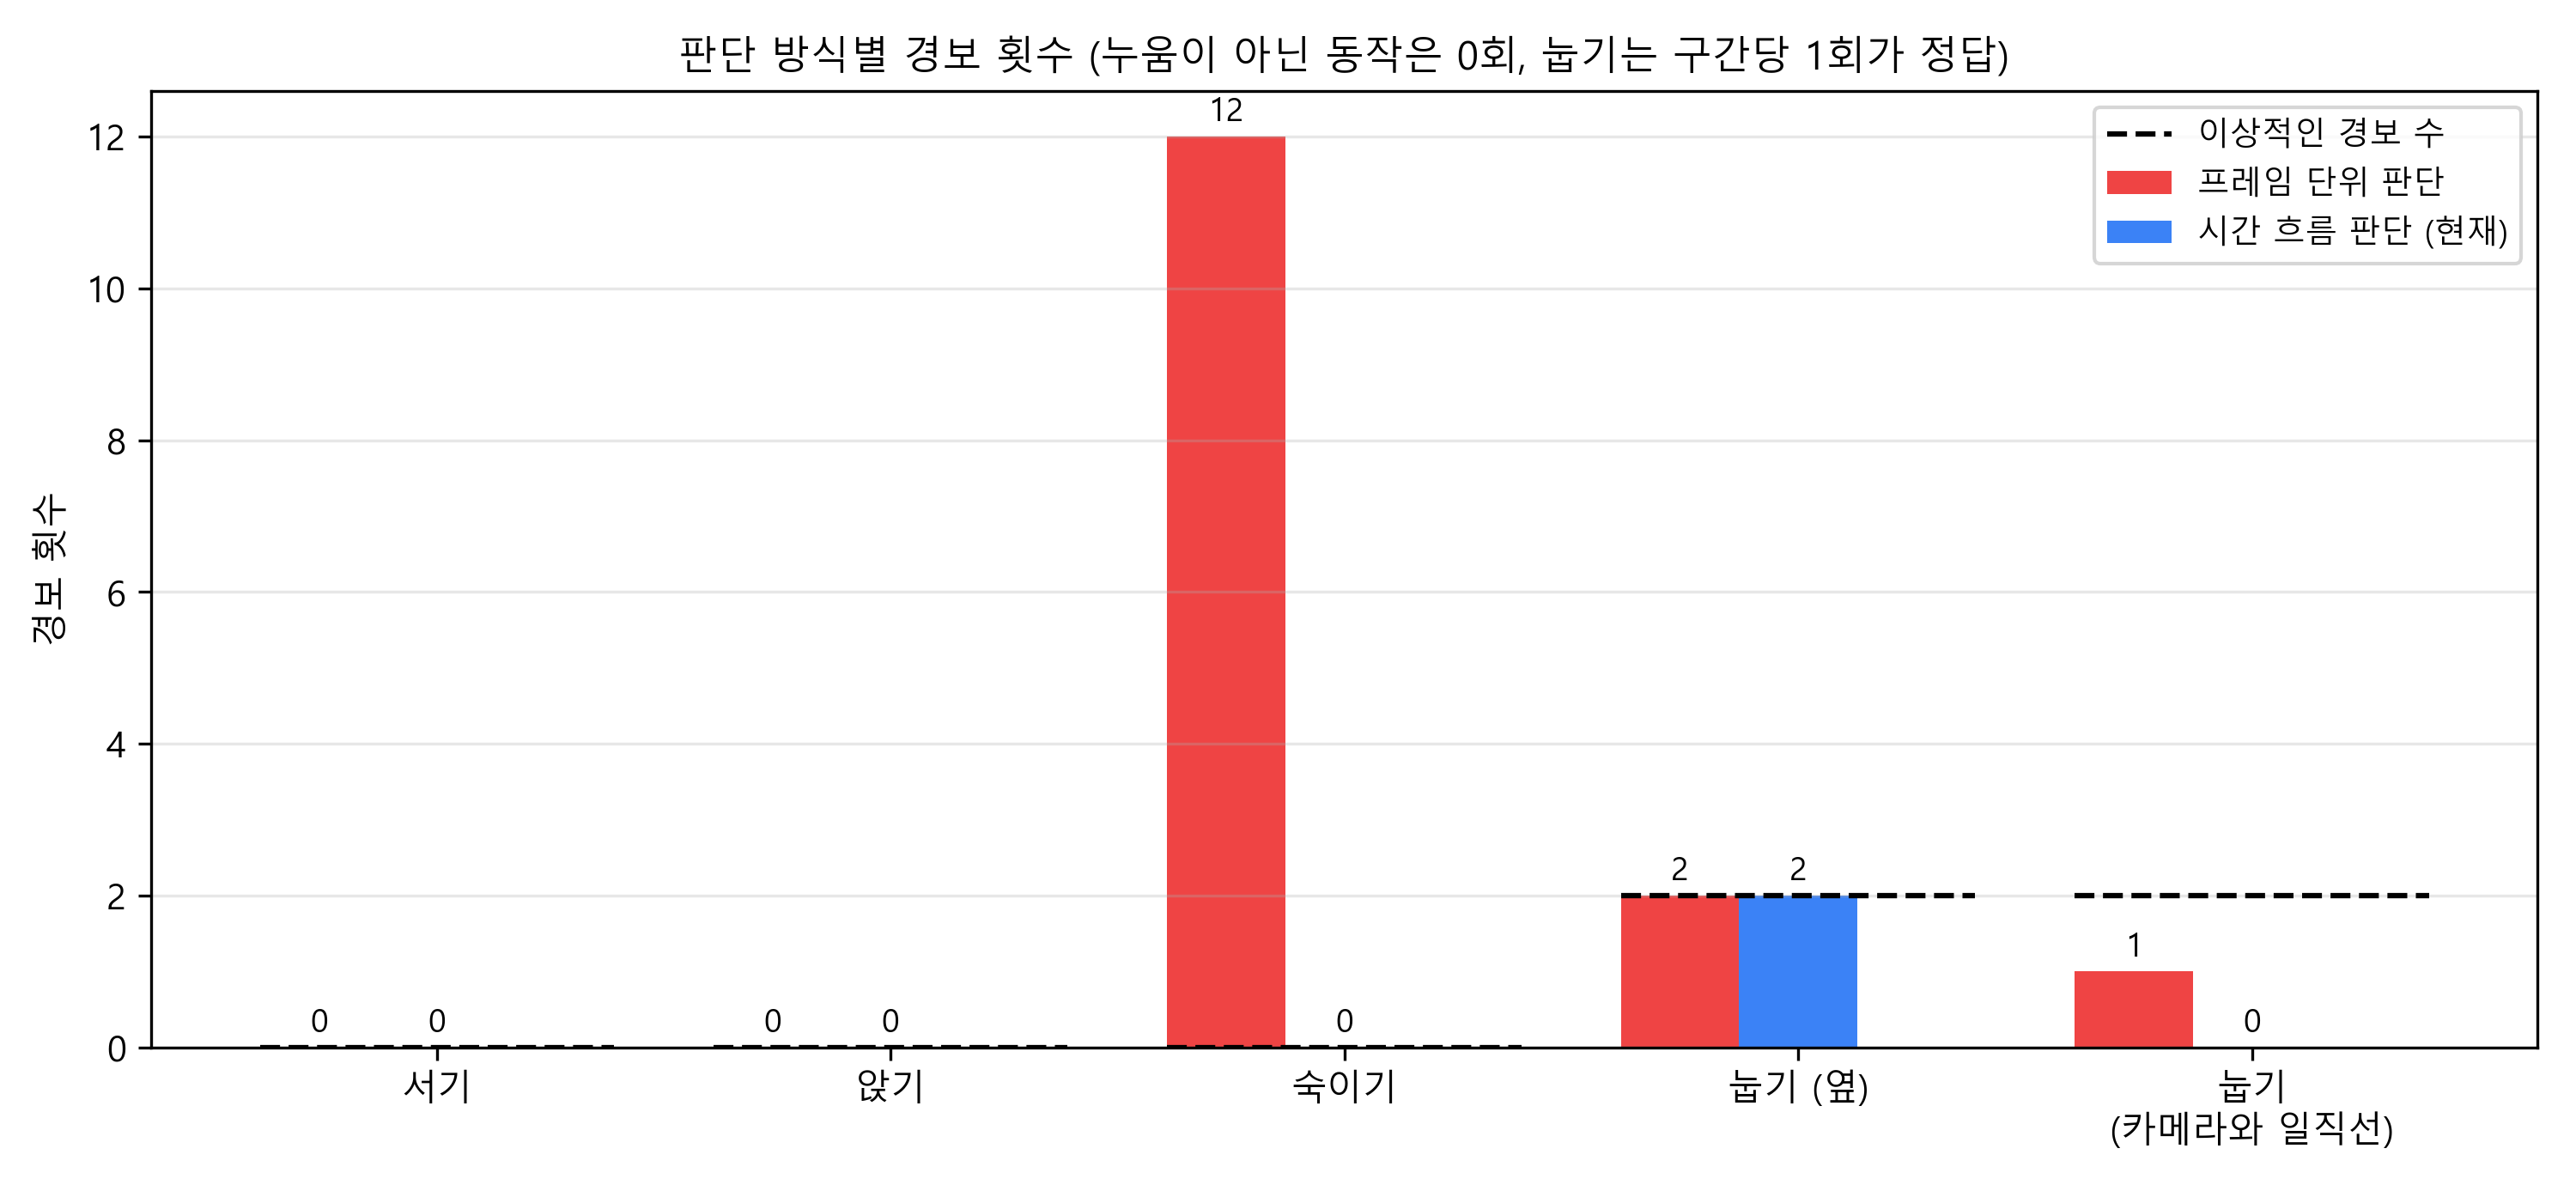 판단 방식별 경보 횟수 (누움이 아닌 동작은 0회, 눕기는 구간당 1회가 정답)
이상적인 경보 수
프레임 단위 판단
시간 흐름 판단 (현재)
경보 횟수
12
10
8
6
4
2
0
0
0
0
0
12
0
2
2
1
0
서기
앉기
숙이기
눕기 (옆)
눕기
(카메라와 일직선)